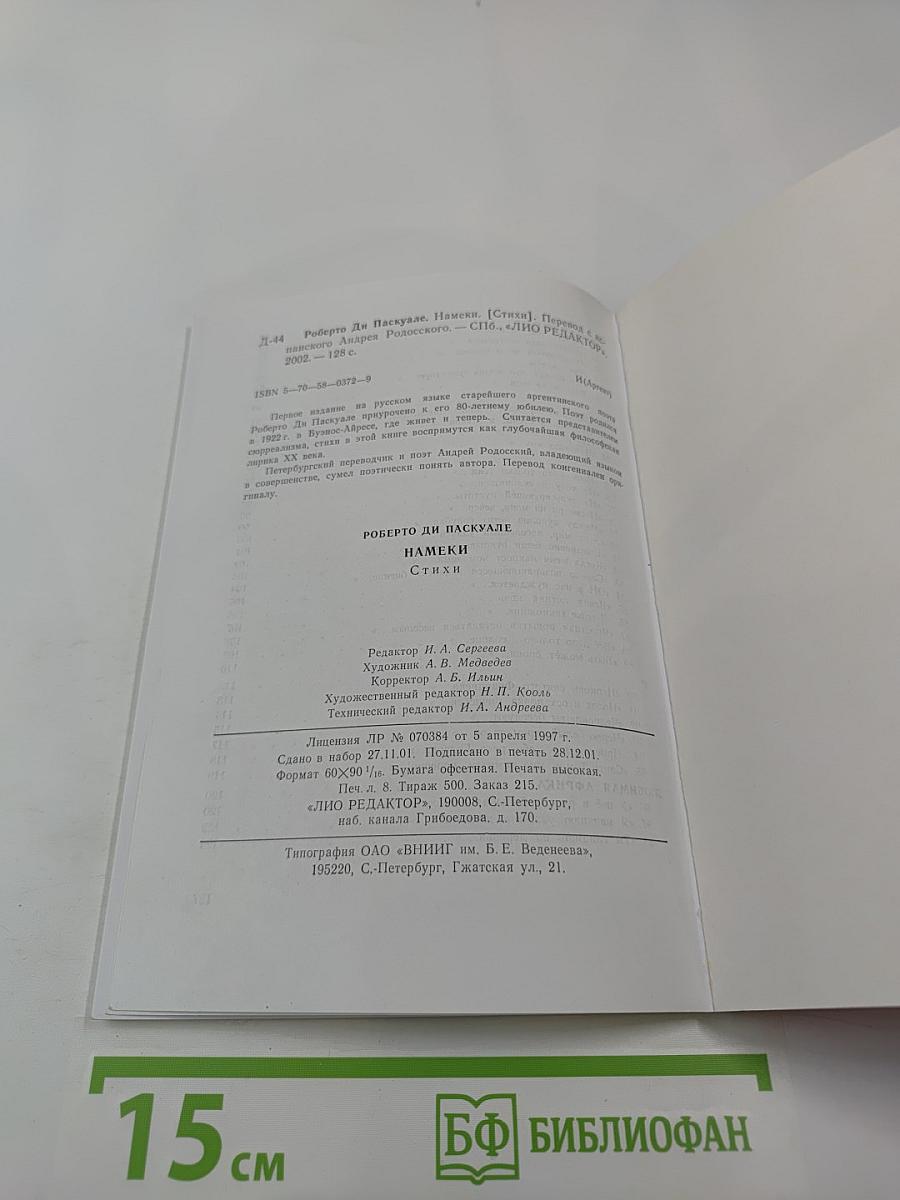 Д-44 Роберто Ди Паскуале. Намеки. [Стихи]. Перевод с ис-
панского Андрея Родосского. — СПб., «ЛИО РЕДАКТОР»,
2002. — 128 с.
ISBN 5—70—58—0372—9
И(Аргент)
Первое издание на русском языке старейшего аргентинского поэта
Роберто Ди Паскуале приурочено к его 80-летнему юбилею. Поэт родился
в 1922 г. в Буэнос-Айресе, где живет и теперь. Считается представителем
сюрреализма, стихи в этой книге воспримутся как глубочайшая философская
лирика XX века.
Петербургский переводчик и поэт Андрей Родосский, владеющий языком
в совершенстве, сумел поэтически понять автора. Перевод конгениален ори-
гиналу.
РОБЕРТО ДИ ПАСКУАЛЕ
НАМЕКИ
Стихи
Редактор И. А. Сергеева
Художник А. В. Медведев
Корректор А. Б. Ильин
Художественный редактор Н. П. Кооль
Технический редактор И. А. Андреева
Лицензия ЛР № 070384 от 5 апреля 1997 г.
Сдано в набор 27.11.01. Подписано в печать 28.12.01.
Формат 60×90 1/16. Бумага офсетная. Печать высокая.
Печ. л. 8. Тираж 500. Заказ 215.
«ЛИО РЕДАКТОР», 190008, С.-Петербург,
наб. канала Грибоедова. д. 170.
Типография ОАО «ВНИИГ им. Б. Е. Веденеева»,
195220, С.-Петербург, Гжатская ул., 21.
15 см
БФ БИБЛИОФАН